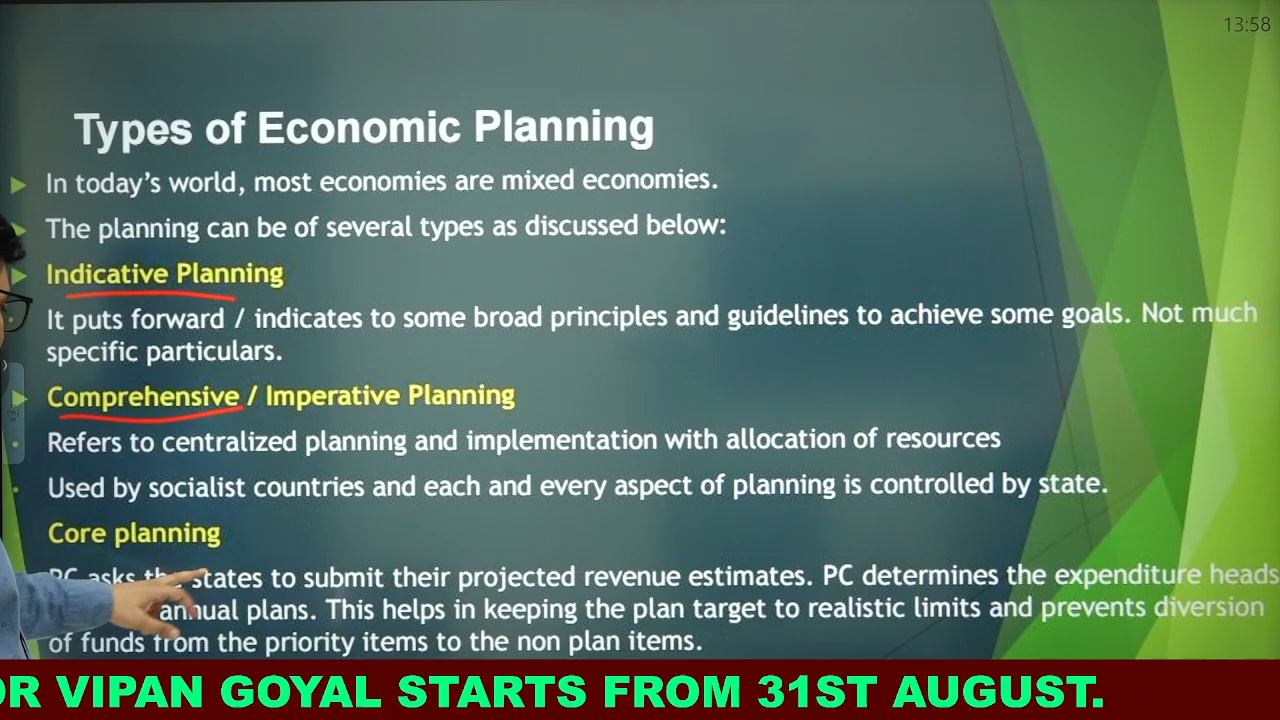 13:58
Types of Economic Planning
In today's world, most economies are mixed economies.
The planning can be of several types as discussed below:
Indicative Planning
It puts forward / indicates to some broad principles and guidelines to achieve some goals. Not much
specific particulars.
Comprehensive / Imperative Planning
Refers to centralized planning and implementation with allocation of resources
Used by socialist countries and each and every aspect of planning is controlled by state.
Core planning
PC asks the states to submit their projected revenue estimates. PC determines the expenditure heads
annual plans. This helps in keeping the plan target to realistic limits and prevents diversion
of funds from the priority items to the non plan items.
OR VIPAN GOYAL STARTS FROM 31ST AUGUST.